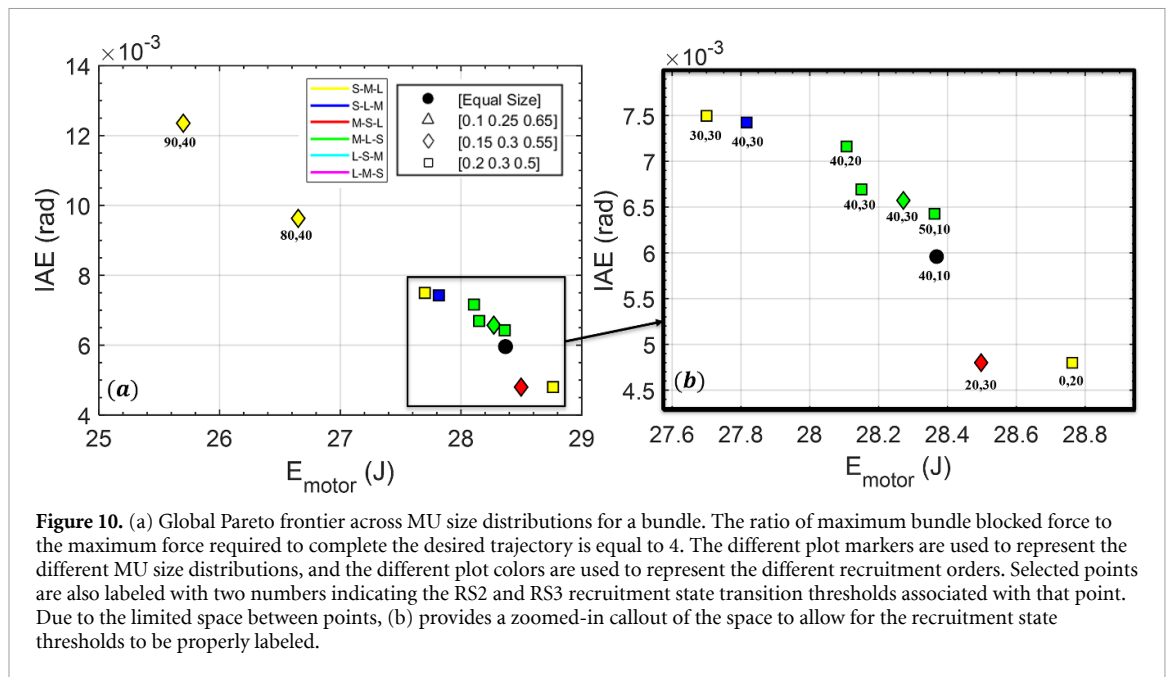 ×10⁻³
14
12
10
8
6
4
IAE (rad)
25
26
27
28
29
E_motor (J)
(a)
90,40
80,40
S-M-L
S-L-M
M-S-L
M-L-S
L-S-M
L-M-S
[Equal Size]
[0.1 0.25 0.65]
[0.15 0.3 0.55]
[0.2 0.3 0.5]
×10⁻³
7.5
7
6.5
6
5.5
5
4.5
IAE (rad)
30,30
40,30
40,20
40,30
40,30
50,10
40,10
20,30
0,20
(b)
27.6
27.8
28
28.2
28.4
28.6
28.8
E_motor (J)
Figure 10. (a) Global Pareto frontier across MU size distributions for a bundle. The ratio of maximum bundle blocked force to
the maximum force required to complete the desired trajectory is equal to 4. The different plot markers are used to represent the
different MU size distributions, and the different plot colors are used to represent the different recruitment orders. Selected points
are also labeled with two numbers indicating the RS2 and RS3 recruitment state transition thresholds associated with that point.
Due to the limited space between points, (b) provides a zoomed-in callout of the space to allow for the recruitment state
thresholds to be properly labeled.